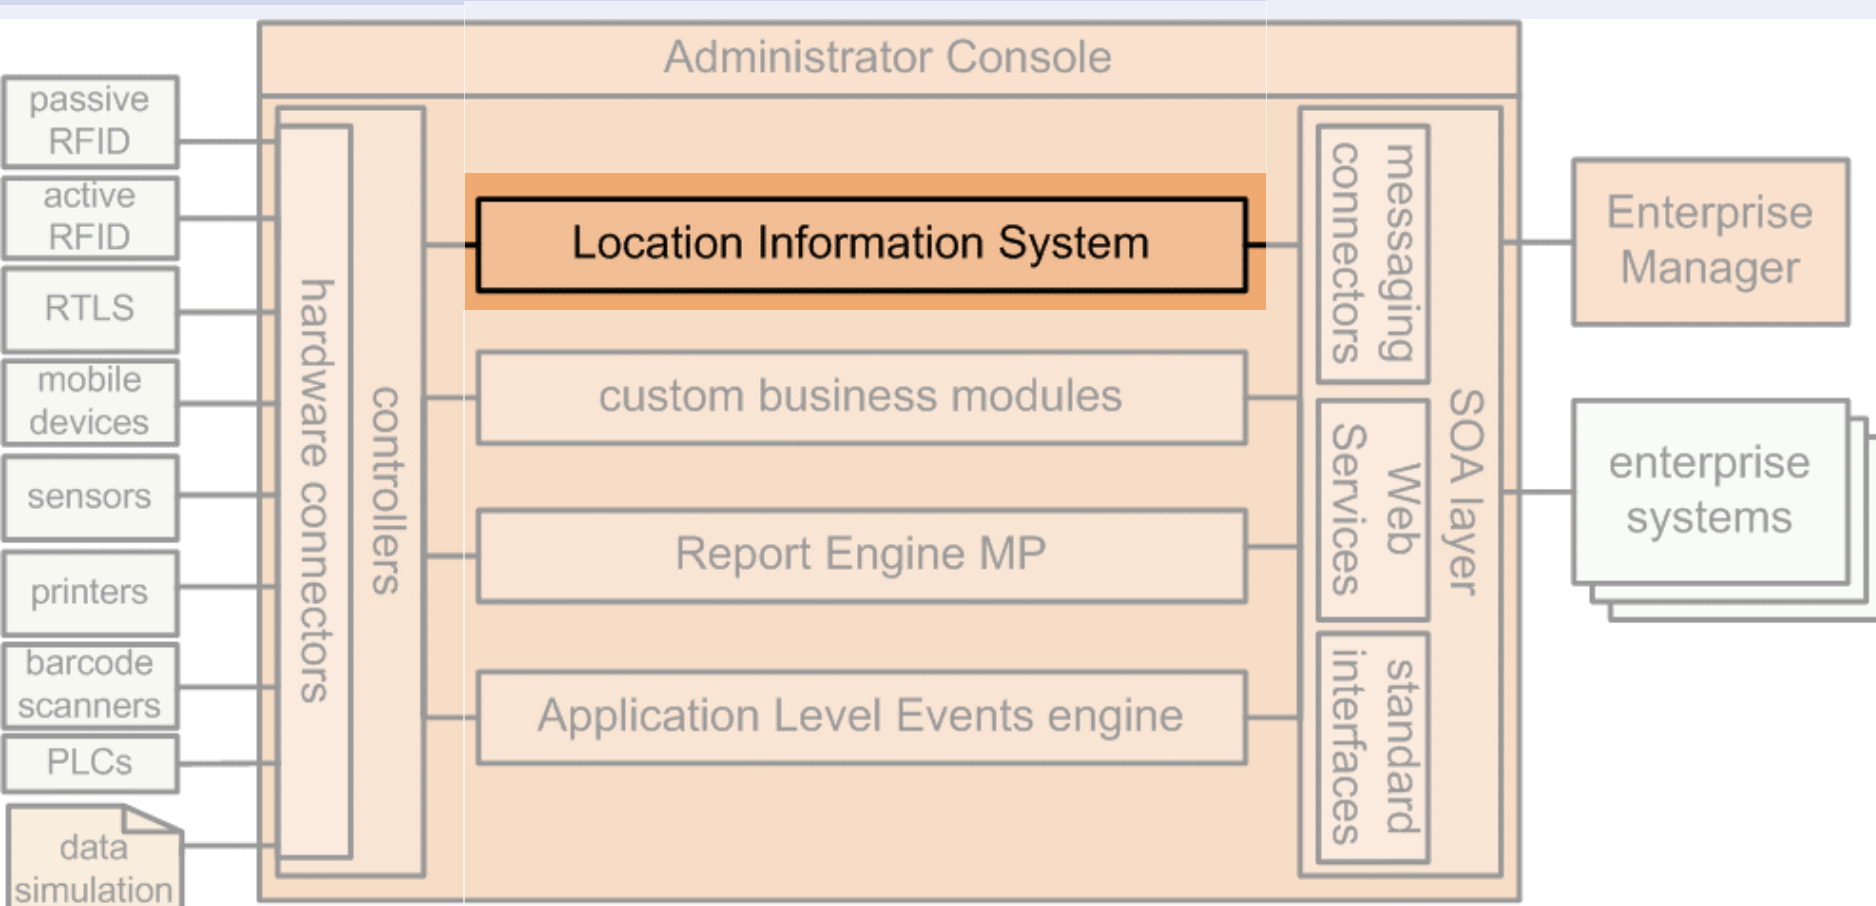 Administrator Console
passive
RFID
active
RFID
RTLS
mobile
devices
sensors
printers
barcode
scanners
PLCs
data
simulation
hardware connectors
controllers
Location Information System
custom business modules
Report Engine MP
Application Level Events engine
messaging
connectors
Web
Services
standard
interfaces
SOA layer
Enterprise
Manager
enterprise
systems